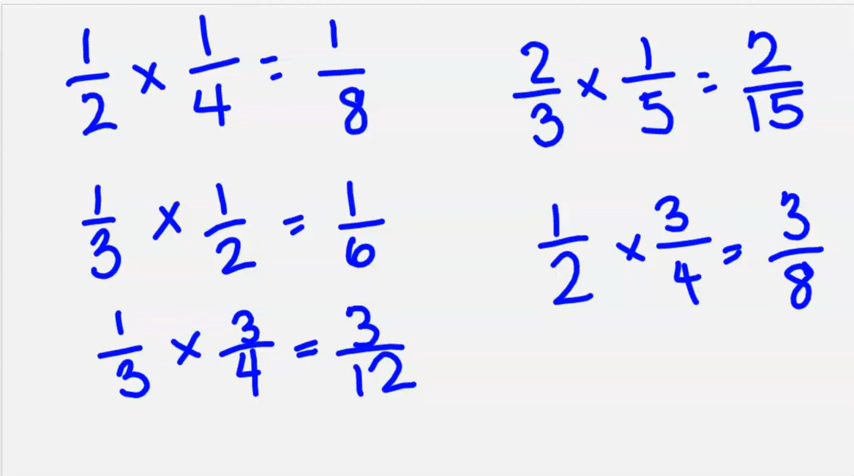 1/2 × 1/4 = 1/8
1/3 × 1/2 = 1/6
1/3 × 3/4 = 3/12
2/3 × 1/5 = 2/15
1/2 × 3/4 = 3/8